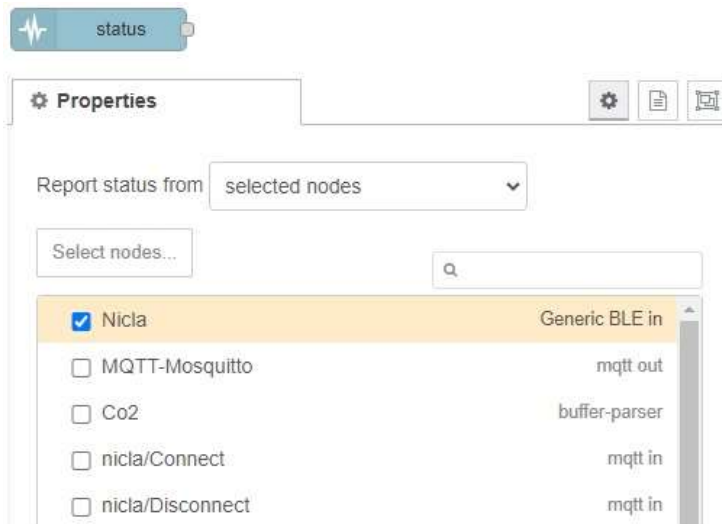 status
Properties
Report status from selected nodes
Select nodes...
Nicla Generic BLE in
MQTT-Mosquitto mqtt out
Co2 buffer-parser
nicla/Connect mqtt in
nicla/Disconnect mqtt in